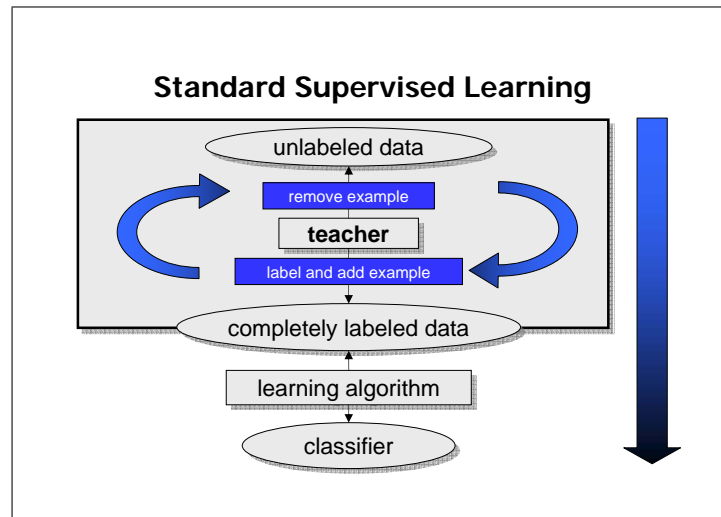 Standard Supervised Learning
unlabeled data
remove example
teacher
label and add example
completely labeled data
learning algorithm
classifier